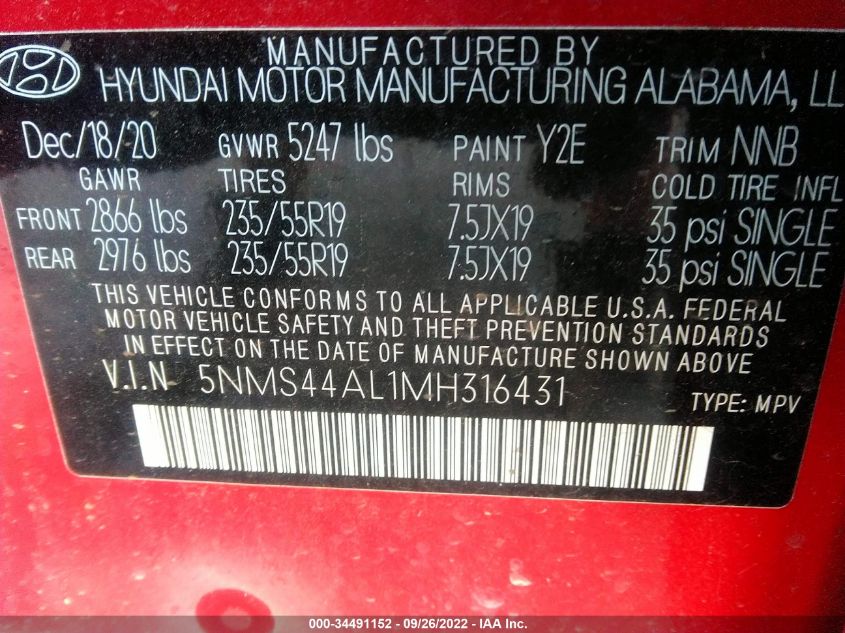 MANUFACTURED BY
HYUNDAI MOTOR MANUFACTURING ALABAMA, LL
Dec/18/20 GVWR 5247 lbs PAINT Y2E TRIM NNB
GAWR TIRES RIMS COLD TIRE INFL
FRONT 2866 lbs 235/55R19 7.5JX19 35 psi SINGLE
REAR 2976 lbs 235/55R19 7.5JX19 35 psi SINGLE
THIS VEHICLE CONFORMS TO ALL APPLICABLE U.S.A. FEDERAL
MOTOR VEHICLE SAFETY AND THEFT PREVENTION STANDARDS
IN EFFECT ON THE DATE OF MANUFACTURE SHOWN ABOVE
V.I.N 5NMS44AL1MH316431 TYPE: MPV
000-34491152 - 09/26/2022 - IAA Inc.